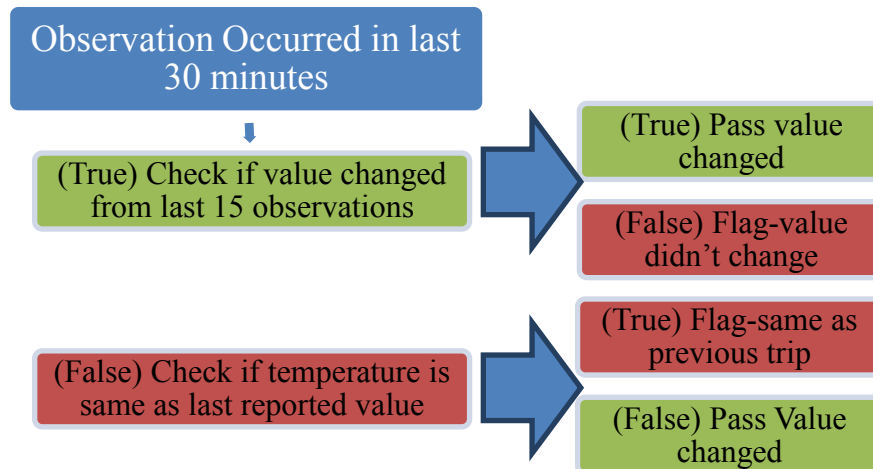 Observation Occurred in last
30 minutes
(True) Check if value changed
from last 15 observations
(True) Pass value
changed
(False) Flag-value
didn’t change
(False) Check if temperature is
same as last reported value
(True) Flag-same as
previous trip
(False) Pass Value
changed